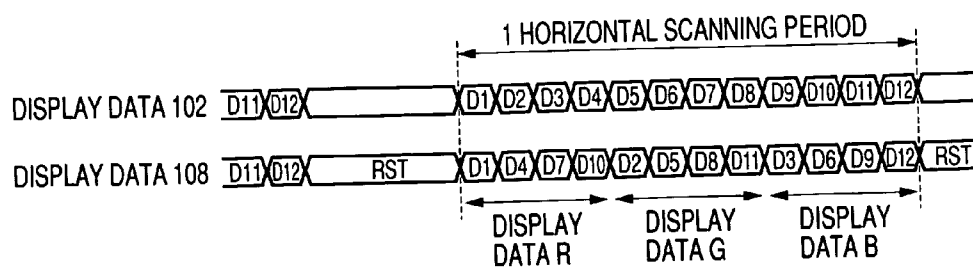 1 HORIZONTAL SCANNING PERIOD
DISPLAY DATA 102 D11 D12 D1 D2 D3 D4 D5 D6 D7 D8 D9 D10 D11 D12
DISPLAY DATA 108 D11 D12 RST D1 D4 D7 D10 D2 D5 D8 D11 D3 D6 D9 D12 RST
DISPLAY DATA R
DISPLAY DATA G
DISPLAY DATA B